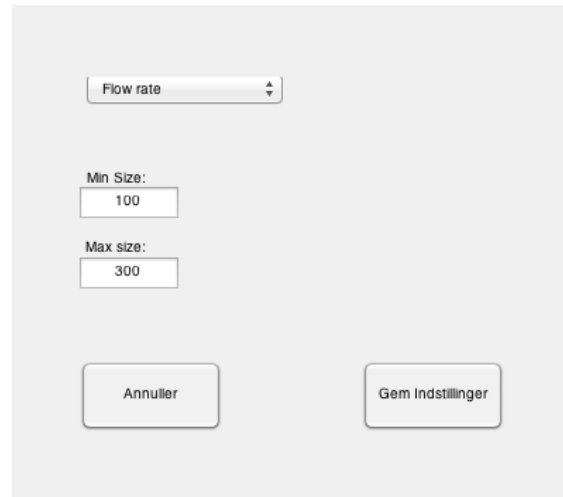 Flow rate
Min Size:
100
Max size:
300
Annuller
Gem Indstillinger